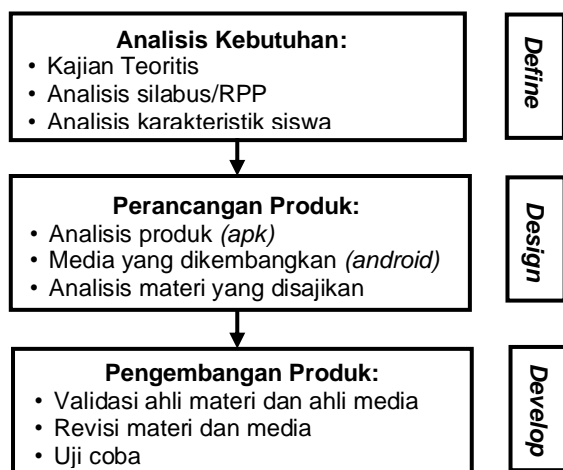 Analisis Kebutuhan:
• Kajian Teoritis
• Analisis silabus/RPP
• Analisis karakteristik siswa
Define
Perancangan Produk:
• Analisis produk (apk)
• Media yang dikembangkan (android)
• Analisis materi yang disajikan
Design
Pengembangan Produk:
• Validasi ahli materi dan ahli media
• Revisi materi dan media
• Uji coba
Develop